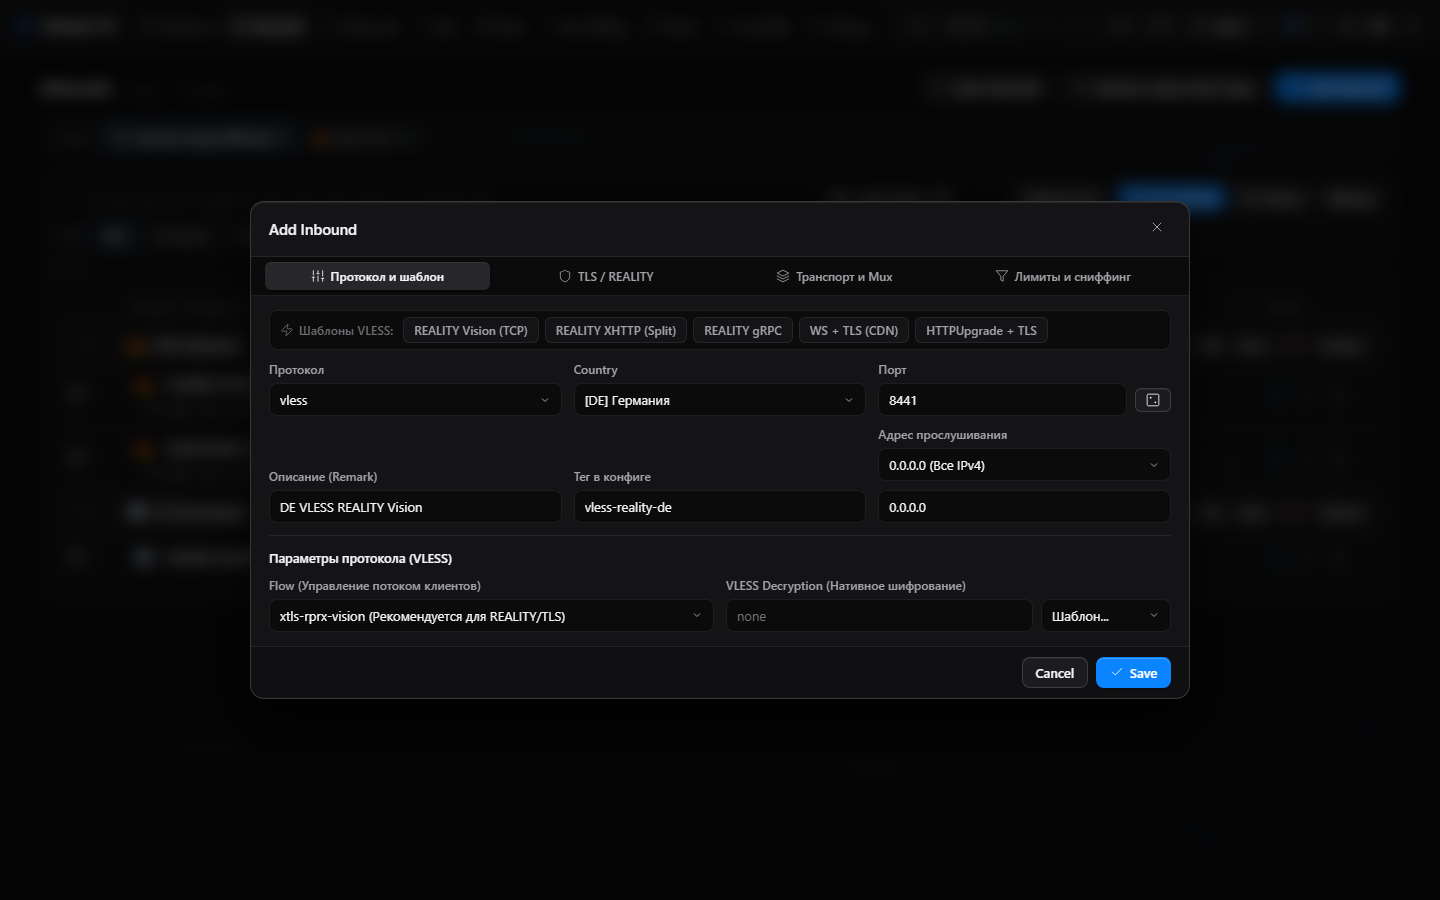 Add Inbound
Протокол и шаблон
TLS / REALITY
Транспорт и Mux
Лимиты и сниффинг
Шаблоны VLESS:
REALITY Vision (TCP)
REALITY XHTTP (Split)
REALITY gRPC
WS + TLS (CDN)
HTTPUpgrade + TLS
Протокол
Country
Порт
vless
[DE] Германия
8441
Адрес прослушивания
0.0.0.0 (Все IPv4)
Описание (Remark)
Тег в конфиге
DE VLESS REALITY Vision
vless-reality-de
0.0.0.0
Параметры протокола (VLESS)
Flow (Управление потоком клиентов)
VLESS Decryption (Нативное шифрование)
xtls-rprx-vision (Рекомендуется для REALITY/TLS)
none
Шаблон...
Cancel
Save